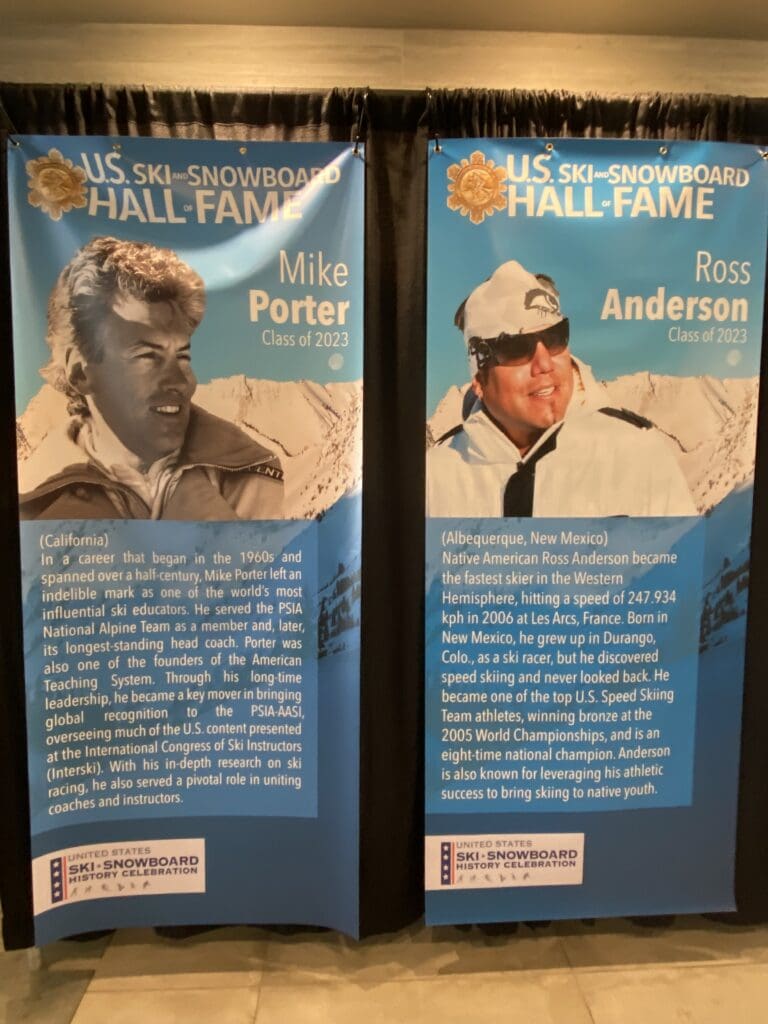 U.S. SKI AND SNOWBOARD
HALL OF FAME
Mike
Porter
Class of 2023
(California)
In a career that began in the 1960s and
spanned over a half-century, Mike Porter left an
indelible mark as one of the world's most
influential ski educators. He served the PSIA
National Alpine Team as a member and, later,
its longest-standing head coach. Porter was
also one of the founders of the American
Teaching System. Through his long-time
leadership, he became a key mover in bringing
global recognition to the PSIA-AASI,
overseeing much of the U.S. content presented
at the International Congress of Ski Instructors
(Interski). With his in-depth research on ski
racing, he also served a pivotal role in uniting
coaches and instructors.
UNITED STATES
SKI-SNOWBOARD
HISTORY CELEBRATION
U.S. SKI AND SNOWBOARD
HALL OF FAME
Ross
Anderson
Class of 2023
(Albequerque, New Mexico)
Native American Ross Anderson became
the fastest skier in the Western
Hemisphere, hitting a speed of 247.934
kph in 2006 at Les Arcs, France. Born in
New Mexico, he grew up in Durango,
Colo., as a ski racer, but he discovered
speed skiing and never looked back. He
became one of the top U.S. Speed Skiing
Team athletes, winning bronze at the
2005 World Championships, and is an
eight-time national champion. Anderson
is also known for leveraging his athletic
success to bring skiing to native youth.
UNITED STATES
SKI-SNOWBOARD
HISTORY CELEBRATION